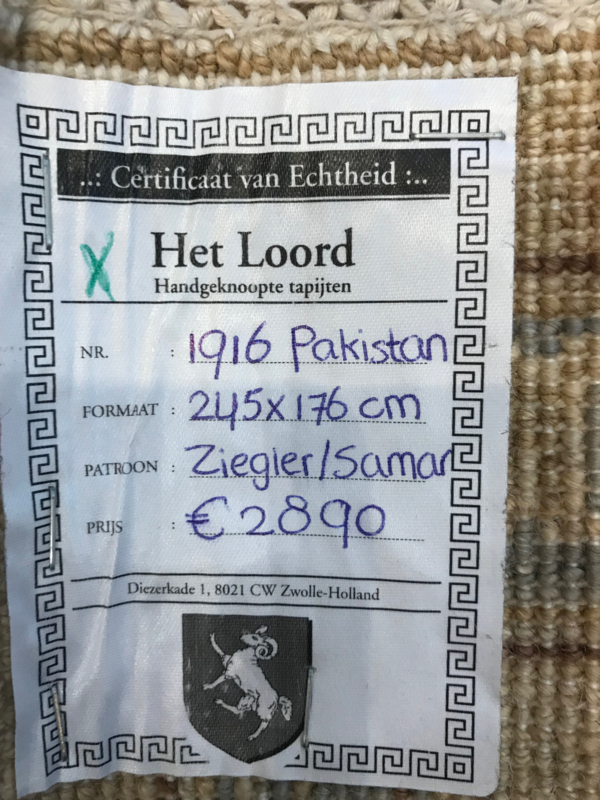 ..: Certificaat van Echtheid :..
X Het Loord
Handgeknoopte tapijten
NR. : 1916 Pakistan
FORMAAT : 245x176 cm
PATROON : Ziegler/Samar
PRIJS : €2890
Diezerkade 1, 8021 CW Zwolle-Holland